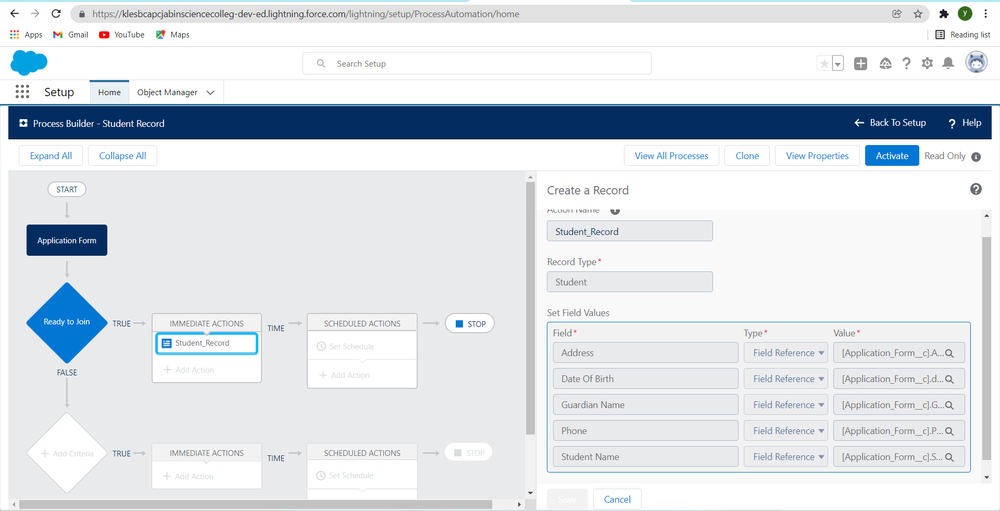 https://klesbcapcjabinsciencecolleg-dev-ed.lightning.force.com/lightning/setup/ProcessAutomation/home
y
Apps Gmail YouTube Maps Reading list
Search Setup
Setup Home Object Manager
Process Builder - Student Record Back To Setup ? Help
Expand All Collapse All View All Processes Clone View Properties Activate Read Only
START
Application Form
Ready to Join
TRUE
IMMEDIATE ACTIONS
Student_Record
Add Action
TIME
SCHEDULED ACTIONS
Set Schedule
Add Action
STOP
FALSE
Add Criteria
TRUE
IMMEDIATE ACTIONS
Add Action
TIME
SCHEDULED ACTIONS
Set Schedule
STOP
Create a Record
Action Name
Student_Record
Record Type*
Student
Set Field Values
Field* Type* Value*
Address Field Reference [Application_Form__c].A...
Date Of Birth Field Reference [Application_Form__c].d...
Guardian Name Field Reference [Application_Form__c].G...
Phone Field Reference [Application_Form__c].P...
Student Name Field Reference [Application_Form__c].S...
Save Cancel